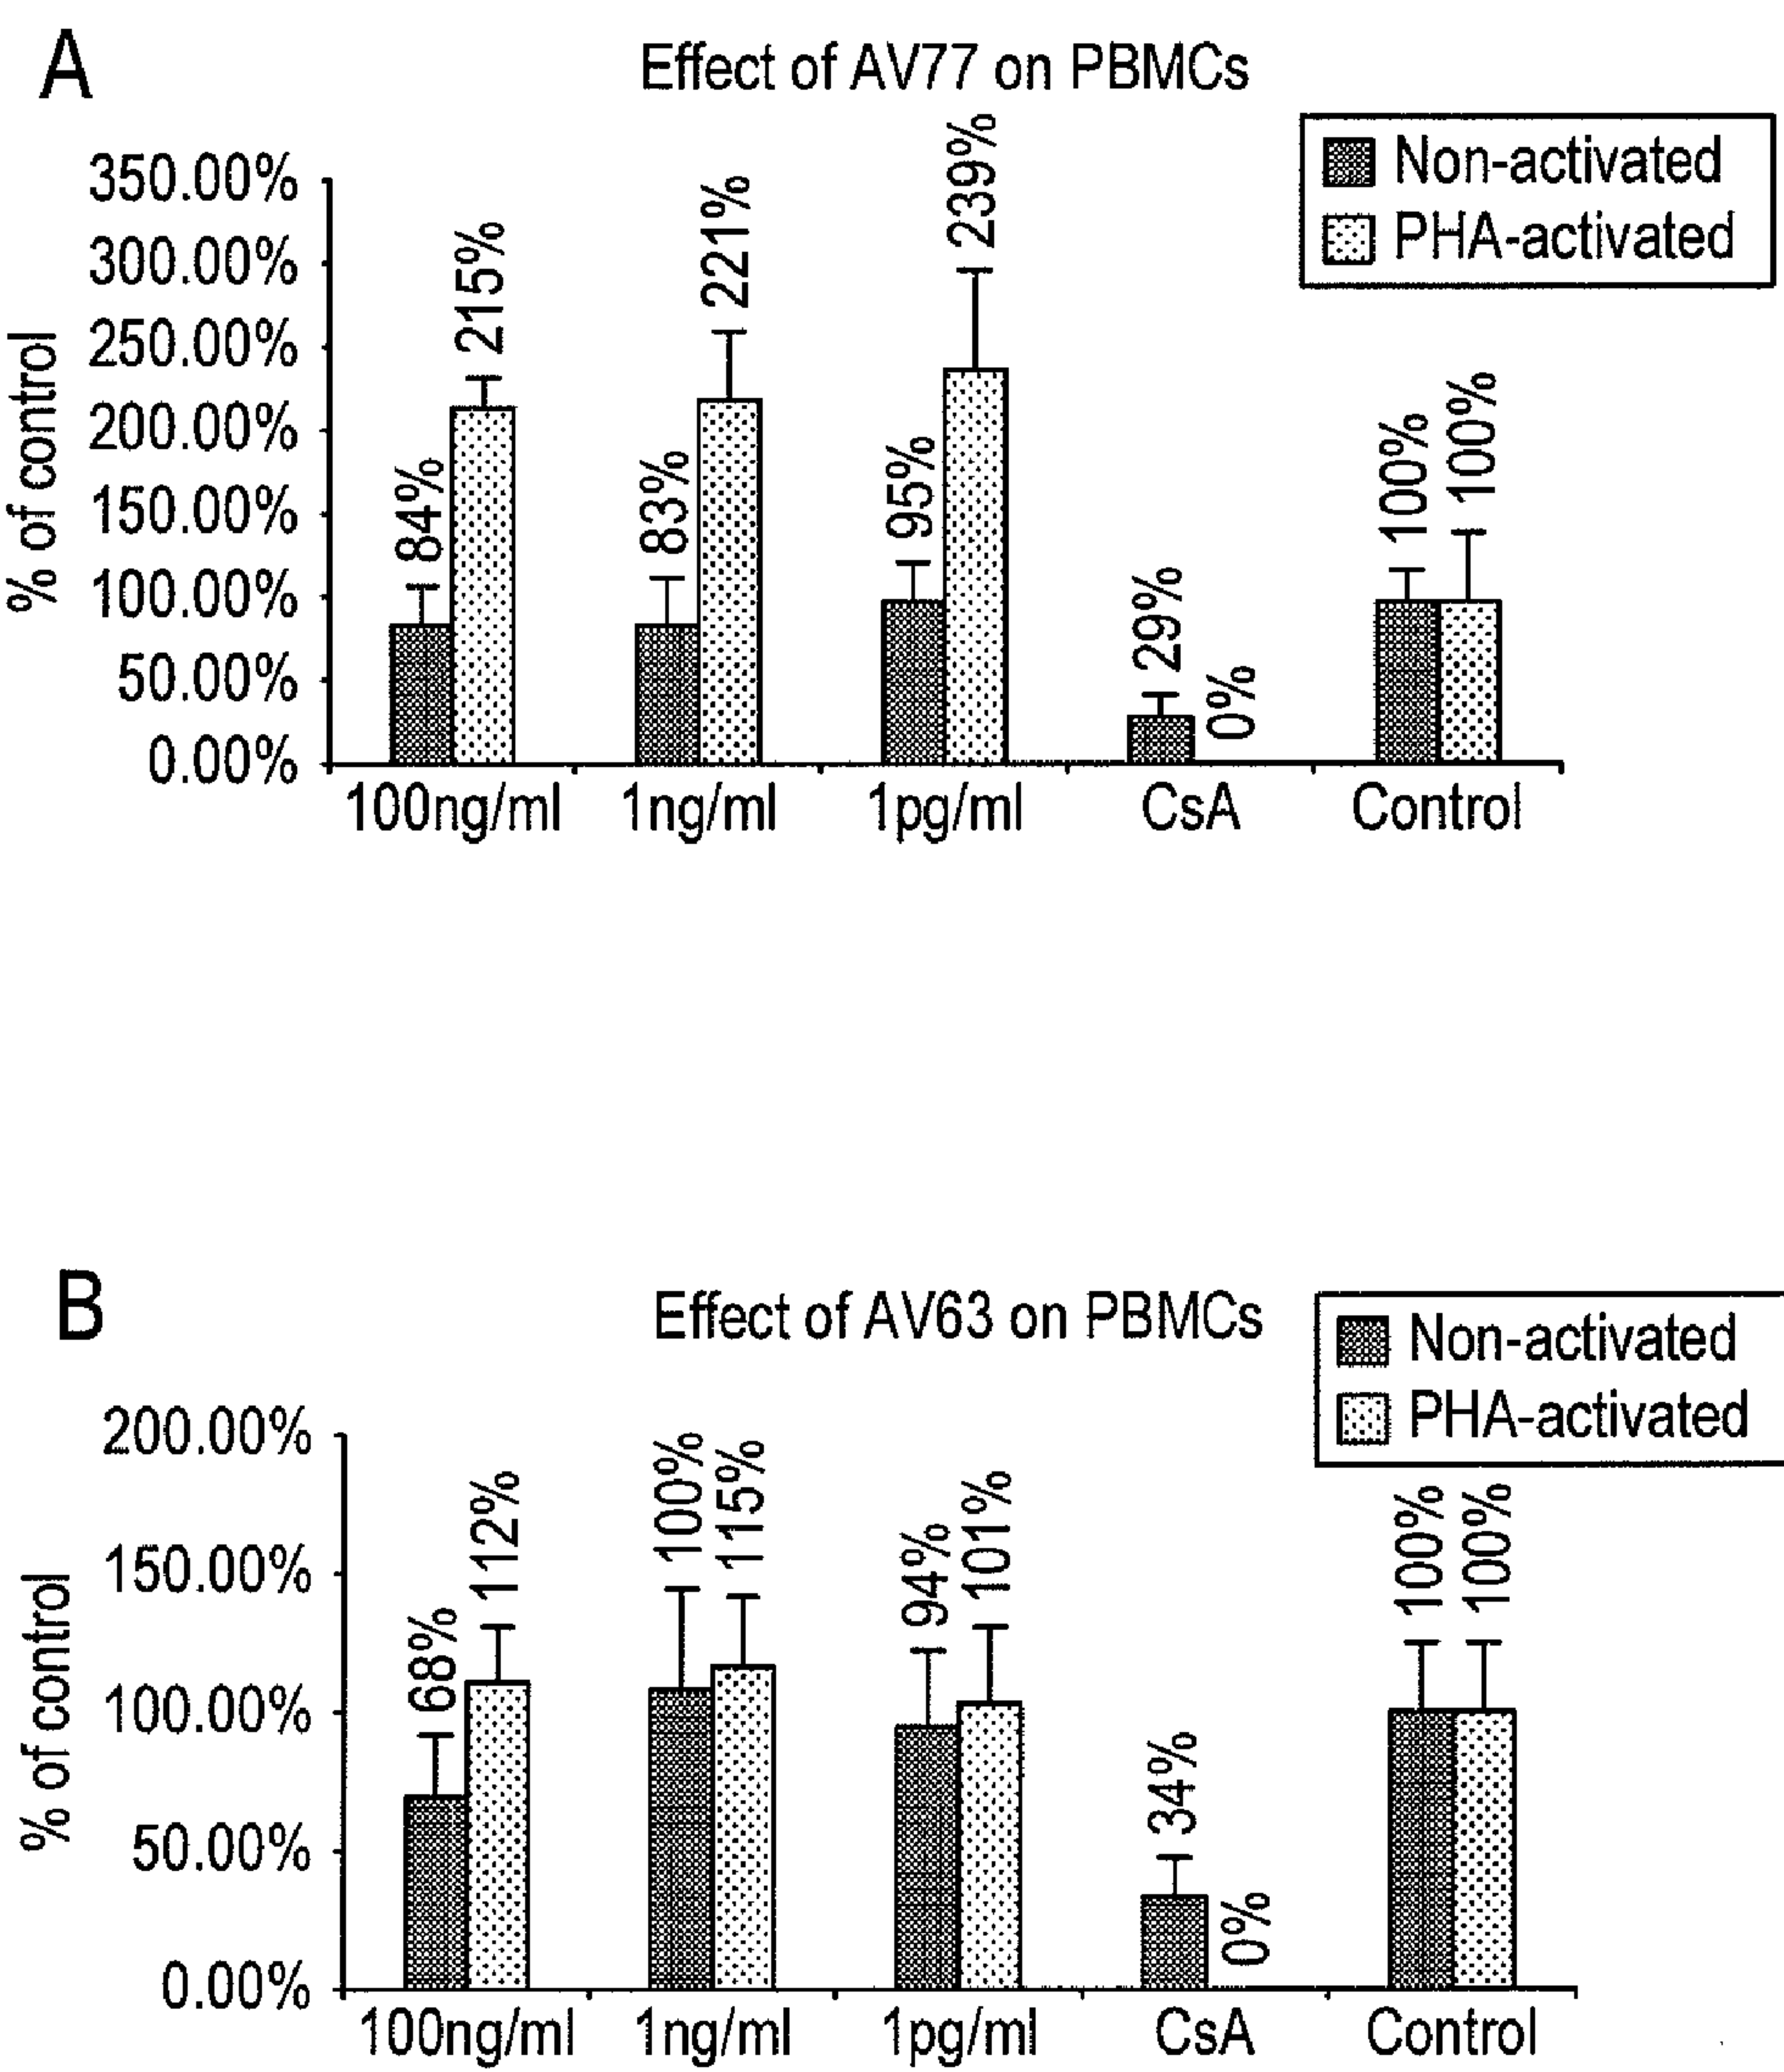 A
Effect of AV77 on PBMCs
Non-activated
PHA-activated
% of control
350.00%
300.00%
250.00%
200.00%
150.00%
100.00%
50.00%
0.00%
84%
215%
83%
221%
95%
239%
29%
0%
100%
100%
100ng/ml
1ng/ml
1pg/ml
CsA
Control
B
Effect of AV63 on PBMCs
Non-activated
PHA-activated
% of control
200.00%
150.00%
100.00%
50.00%
0.00%
68%
112%
100%
115%
94%
101%
34%
0%
100%
100%
100ng/ml
1ng/ml
1pg/ml
CsA
Control